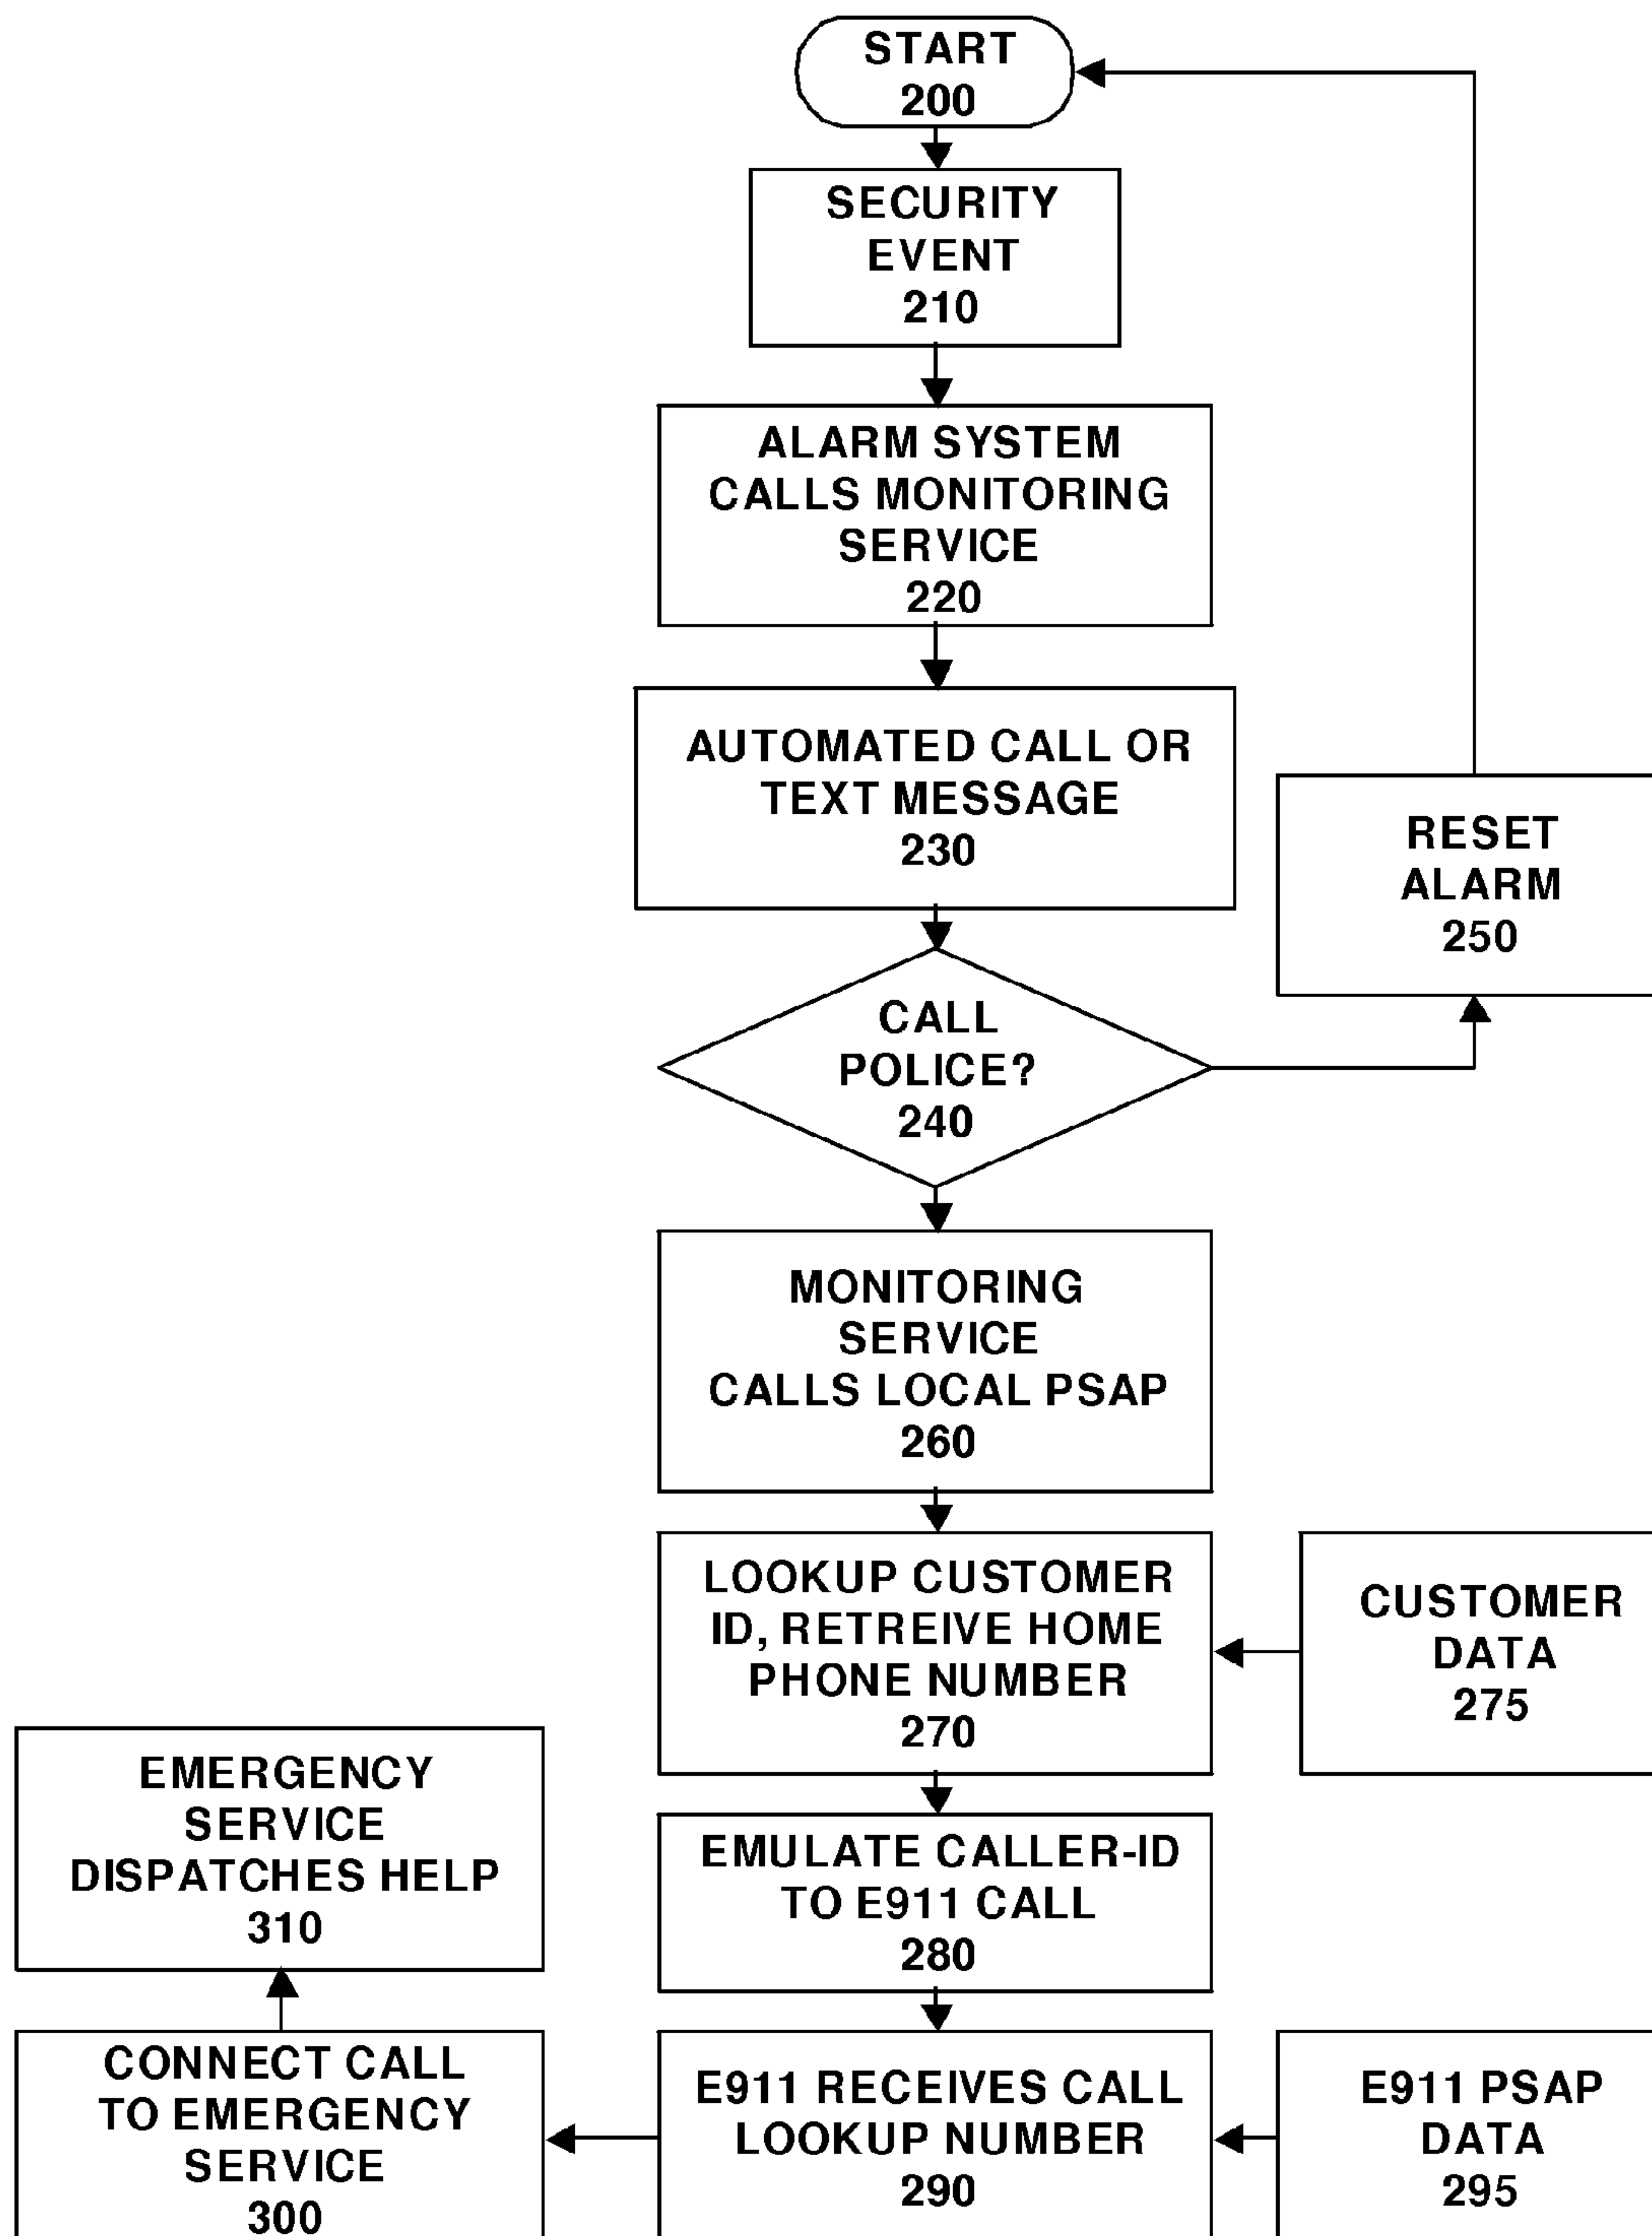 START
200
SECURITY
EVENT
210
ALARM SYSTEM
CALLS MONITORING
SERVICE
220
AUTOMATED CALL OR
TEXT MESSAGE
230
RESET
ALARM
250
CALL
POLICE?
240
MONITORING
SERVICE
CALLS LOCAL PSAP
260
LOOKUP CUSTOMER
ID, RETREIVE HOME
PHONE NUMBER
270
CUSTOMER
DATA
275
EMERGENCY
SERVICE
DISPATCHES HELP
310
EMULATE CALLER-ID
TO E911 CALL
280
CONNECT CALL
TO EMERGENCY
SERVICE
300
E911 RECEIVES CALL
LOOKUP NUMBER
290
E911 PSAP
DATA
295